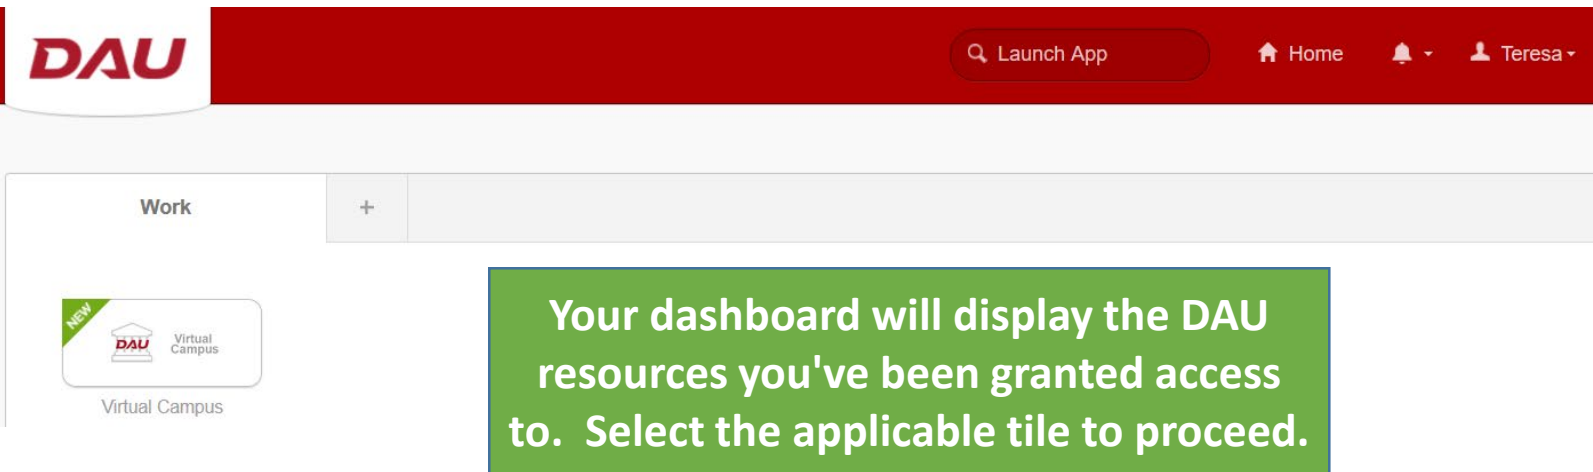 DAU
Launch App
Home
Teresa
Work
+
NEW
DAU
Virtual
Campus
Virtual Campus
Your dashboard will display the DAU
resources you've been granted access
to.  Select the applicable tile to proceed.